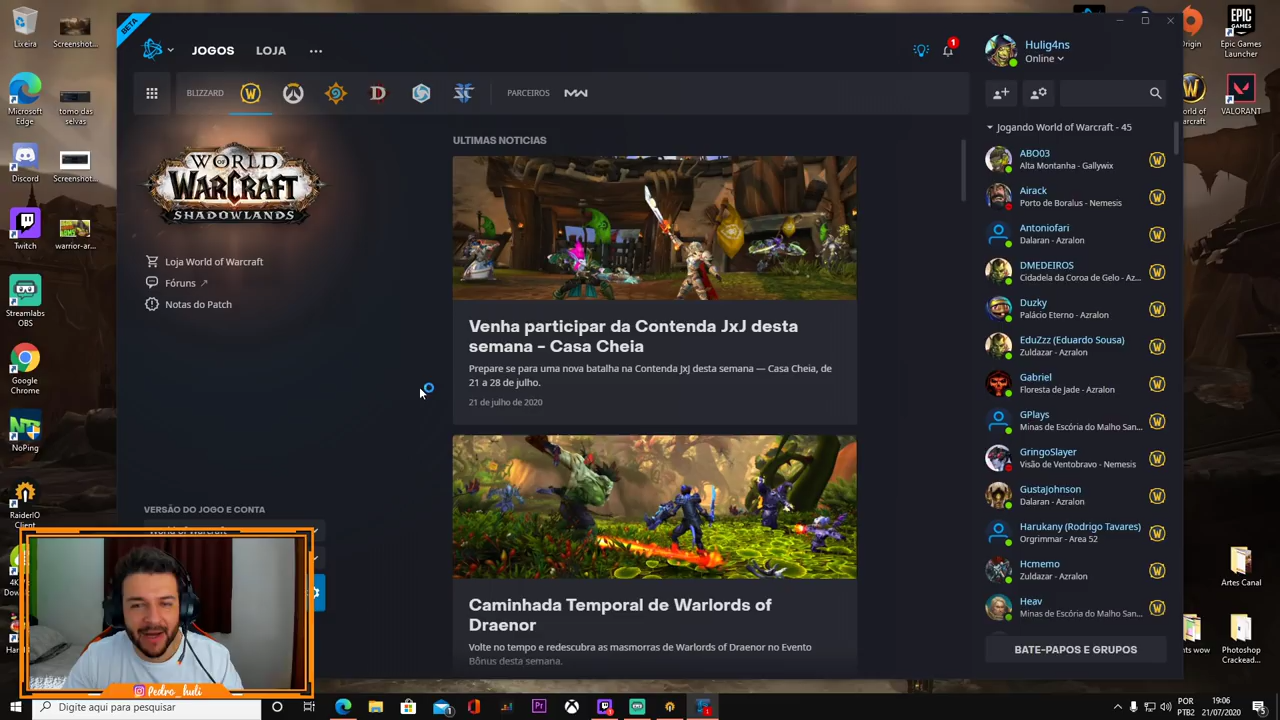 Lixeira
Screenshot...
Microsoft Edge
tomo das selvas
Discord
Screenshot...
Twitch
warrior-ar...
Streamlabs OBS
Google Chrome
NoPing
RaiderIO Client
BETA
JOGOS
LOJA
...
1
Hulig4ns
Online
BLIZZARD
PARCEIROS
WORLD OF WARCRAFT
SHADOWLANDS
Loja World of Warcraft
Fóruns
Notas do Patch
VERSÃO DO JOGO E CONTA
World of Warcraft
ULTIMAS NOTICIAS
Venha participar da Contenda JxJ desta
semana – Casa Cheia
Prepare se para uma nova batalha na Contenda JxJ desta semana — Casa Cheia, de
21 a 28 de julho.
21 de julho de 2020
Caminhada Temporal de Warlords of
Draenor
Volte no tempo e redescubra as masmorras de Warlords of Draenor no Evento
Bônus desta semana.
Jogando World of Warcraft - 45
ABO03
Alta Montanha - Gallywix
Airack
Porto de Boralus - Nemesis
Antoniofari
Dalaran - Azralon
DMEDEIROS
Cidadela da Coroa de Gelo - Az...
Duzky
Palácio Eterno - Azralon
EduZzz (Eduardo Sousa)
Zuldazar - Azralon
Gabriel
Floresta de Jade - Azralon
GPlays
Minas de Escória do Malho San...
GringoSlayer
Visão de Ventobravo - Nemesis
GustaJohnson
Dalaran - Azralon
Harukany (Rodrigo Tavares)
Orgrimmar - Area 52
Hcmemo
Zuldazar - Azralon
Heav
Minas de Escória do Malho San...
BATE-PAPOS E GRUPOS
Origin
EPIC GAMES
Epic Games Launcher
World of Warcraft
VALORANT
Artes Canal
Photoshop Crackead...
Pedro_huli
Digite aqui para pesquisar
POR
PTB2
19:06
21/07/2020